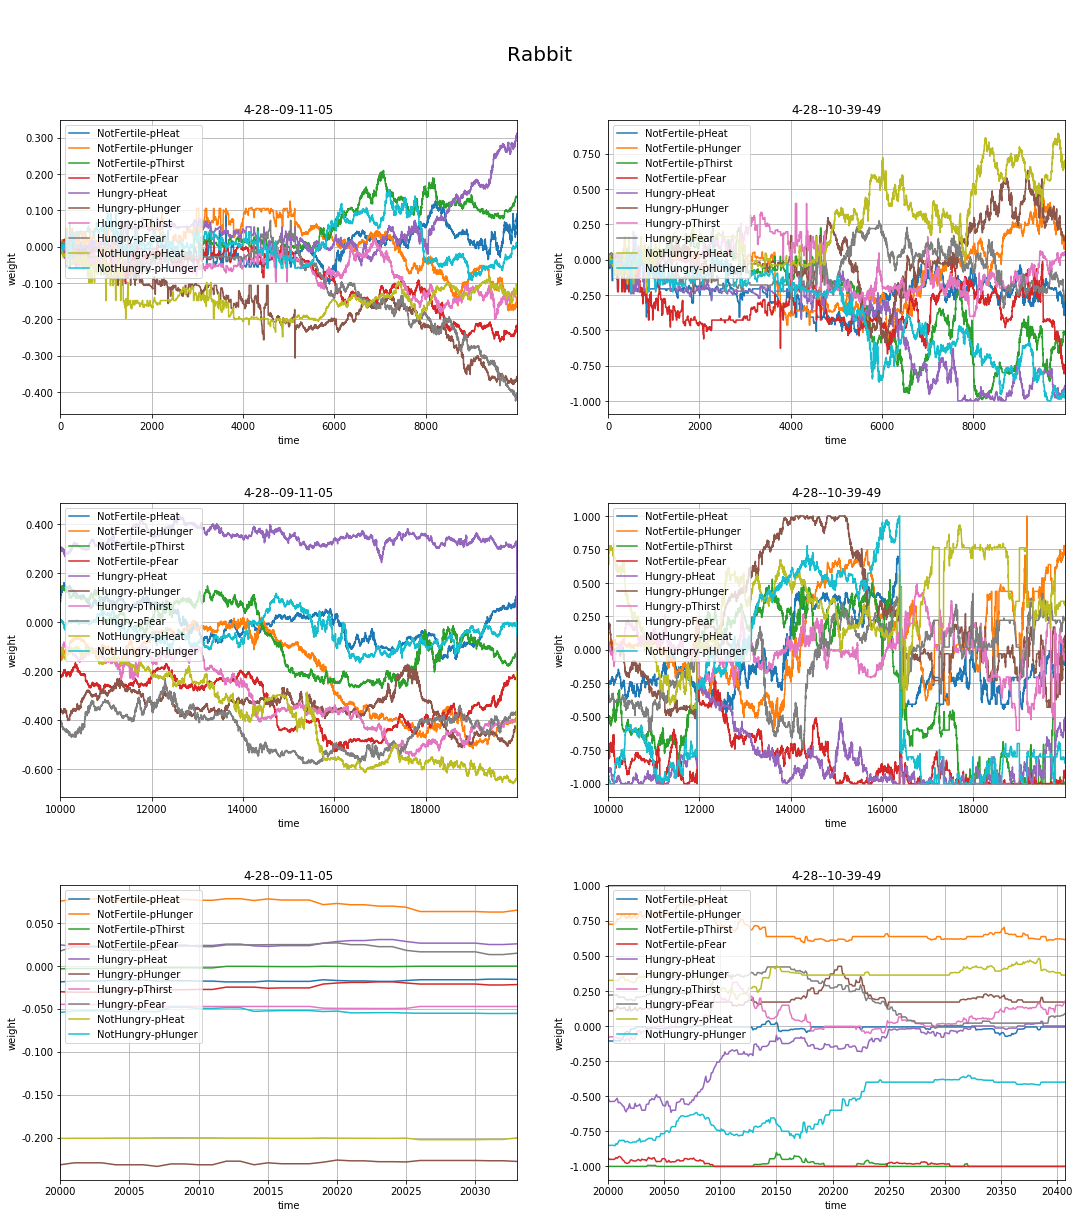 Rabbit
4-28--09-11-05
NotFertile-pHeat
NotFertile-pHunger
NotFertile-pThirst
NotFertile-pFear
Hungry-pHeat
Hungry-pHunger
Hungry-pThirst
Hungry-pFear
NotHungry-pHeat
NotHungry-pHunger
0.300
0.200
0.100
0.000
-0.100
-0.200
-0.300
-0.400
weight
0
2000
4000
6000
8000
time
4-28--10-39-49
NotFertile-pHeat
NotFertile-pHunger
NotFertile-pThirst
NotFertile-pFear
Hungry-pHeat
Hungry-pHunger
Hungry-pThirst
Hungry-pFear
NotHungry-pHeat
NotHungry-pHunger
0.750
0.500
0.250
0.000
-0.250
-0.500
-0.750
-1.000
weight
0
2000
4000
6000
8000
time
4-28--09-11-05
NotFertile-pHeat
NotFertile-pHunger
NotFertile-pThirst
NotFertile-pFear
Hungry-pHeat
Hungry-pHunger
Hungry-pThirst
Hungry-pFear
NotHungry-pHeat
NotHungry-pHunger
0.400
0.200
0.000
-0.200
-0.400
-0.600
weight
10000
12000
14000
16000
18000
time
4-28--10-39-49
NotFertile-pHeat
NotFertile-pHunger
NotFertile-pThirst
NotFertile-pFear
Hungry-pHeat
Hungry-pHunger
Hungry-pThirst
Hungry-pFear
NotHungry-pHeat
NotHungry-pHunger
1.000
0.750
0.500
0.250
0.000
-0.250
-0.500
-0.750
-1.000
weight
10000
12000
14000
16000
18000
time
4-28--09-11-05
NotFertile-pHeat
NotFertile-pHunger
NotFertile-pThirst
NotFertile-pFear
Hungry-pHeat
Hungry-pHunger
Hungry-pThirst
Hungry-pFear
NotHungry-pHeat
NotHungry-pHunger
0.050
0.000
-0.050
-0.100
-0.150
-0.200
weight
20000
20005
20010
20015
20020
20025
20030
time
4-28--10-39-49
NotFertile-pHeat
NotFertile-pHunger
NotFertile-pThirst
NotFertile-pFear
Hungry-pHeat
Hungry-pHunger
Hungry-pThirst
Hungry-pFear
NotHungry-pHeat
NotHungry-pHunger
1.000
0.750
0.500
0.250
0.000
-0.250
-0.500
-0.750
-1.000
weight
20000
20050
20100
20150
20200
20250
20300
20350
20400
time